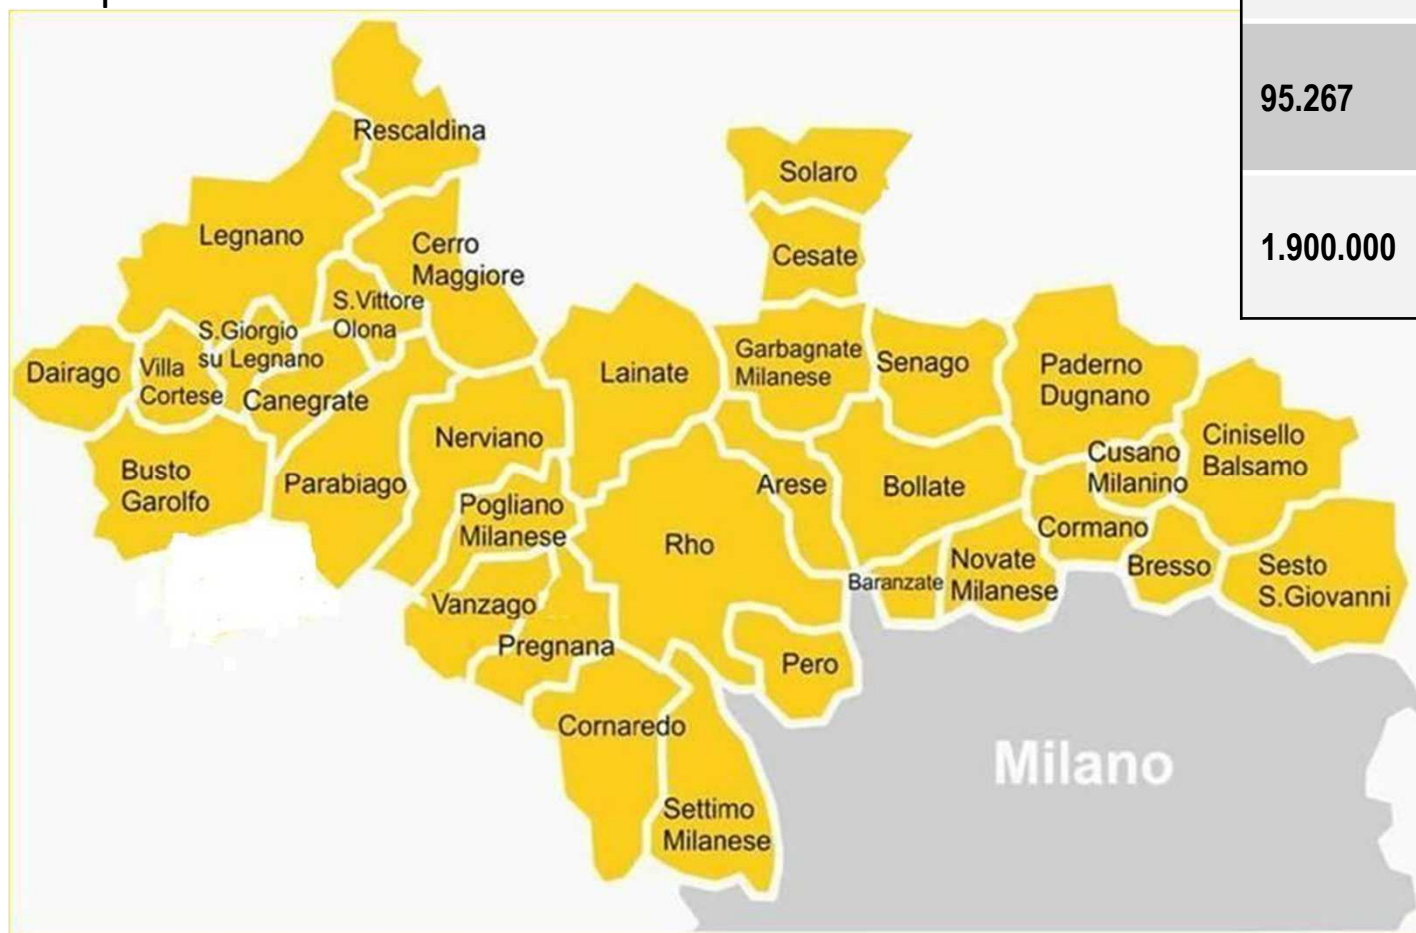 95.267
1.900.000
Rescaldina
Solaro
Legnano
Cerro
Maggiore
Cesate
S.Vittore
Olona
S.Giorgio
su Legnano
Dairago
Villa
Cortese
Canegrate
Lainate
Garbagnate
Milanese
Senago
Paderno
Dugnano
Nerviano
Cusano
Milanino
Cinisello
Balsamo
Busto
Garolfo
Parabiago
Arese
Bollate
Pogliano
Milanese
Rho
Cormano
Baranzate
Novate
Milanese
Bresso
Sesto
S.Giovanni
Vanzago
Pregnana
Pero
Cornaredo
Milano
Settimo
Milanese